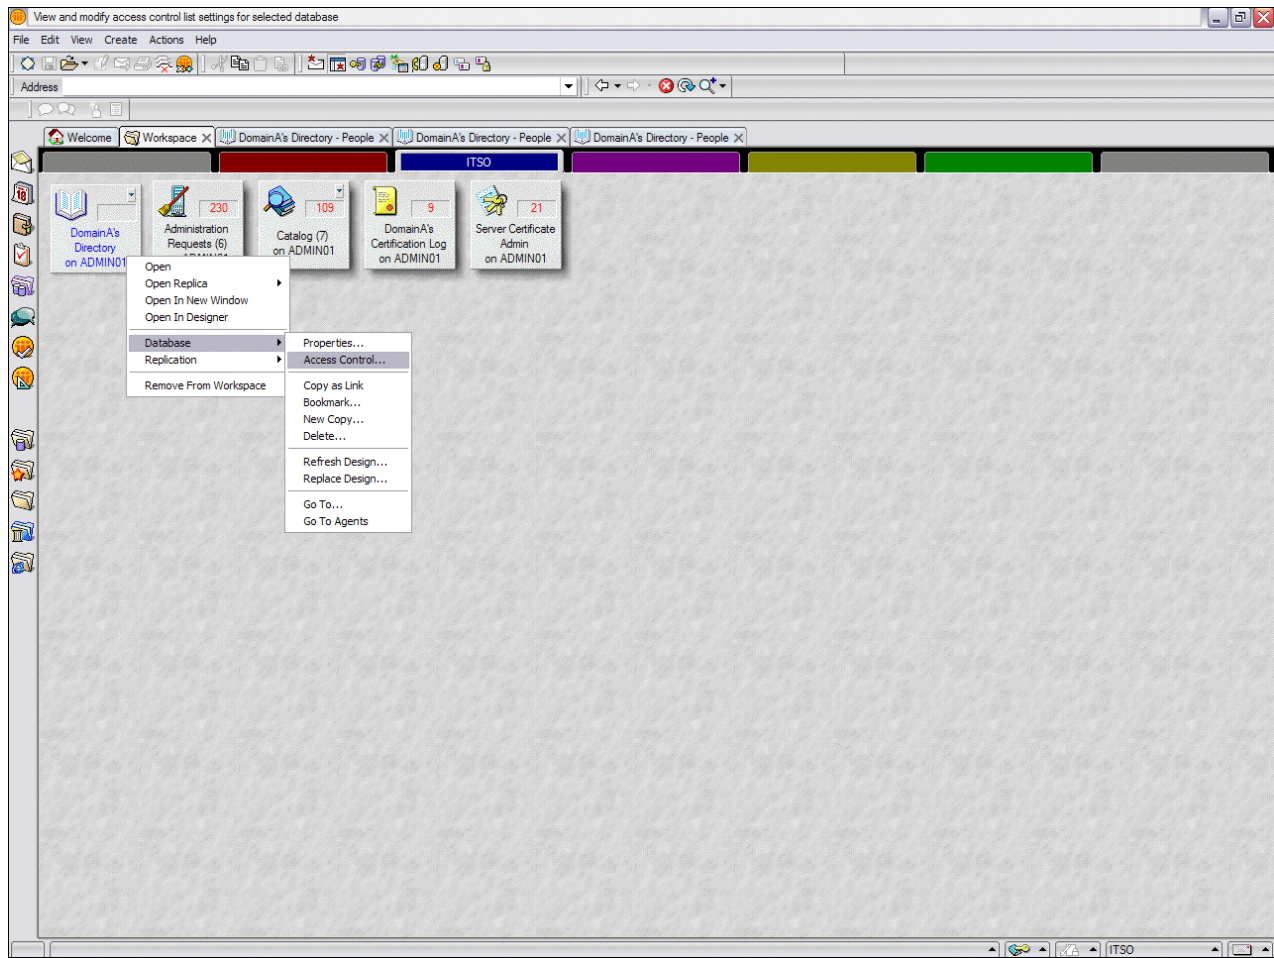 View and modify access control list settings for selected database
File Edit View Create Actions Help
Address
Welcome Workspace DomainA's Directory - People DomainA's Directory - People DomainA's Directory - People
ITSO
DomainA's
Directory
on ADMIN01
230
Administration
Requests (6)
109
Catalog (7)
on ADMIN01
9
DomainA's
Certification Log
on ADMIN01
21
Server Certificate
Admin
on ADMIN01
Open
Open Replica
Open In New Window
Open In Designer
Database
Replication
Remove From Workspace
Properties...
Access Control...
Copy as Link
Bookmark...
New Copy...
Delete...
Refresh Design...
Replace Design...
Go To...
Go To Agents
ITSO